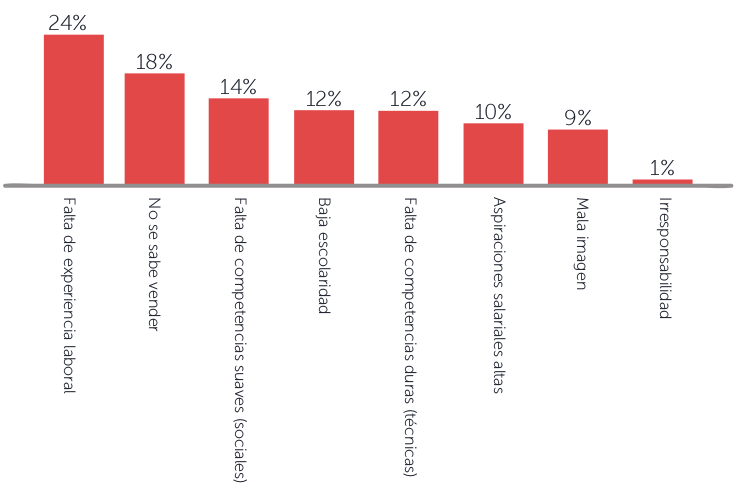 24%
18%
14%
12%
12%
10%
9%
1%
Falta de experiencia laboral
No se sabe vender
Falta de competencias suaves (sociales)
Baja escolaridad
Falta de competencias duras (técnicas)
Aspiraciones salariales altas
Mala imagen
Irresponsabilidad